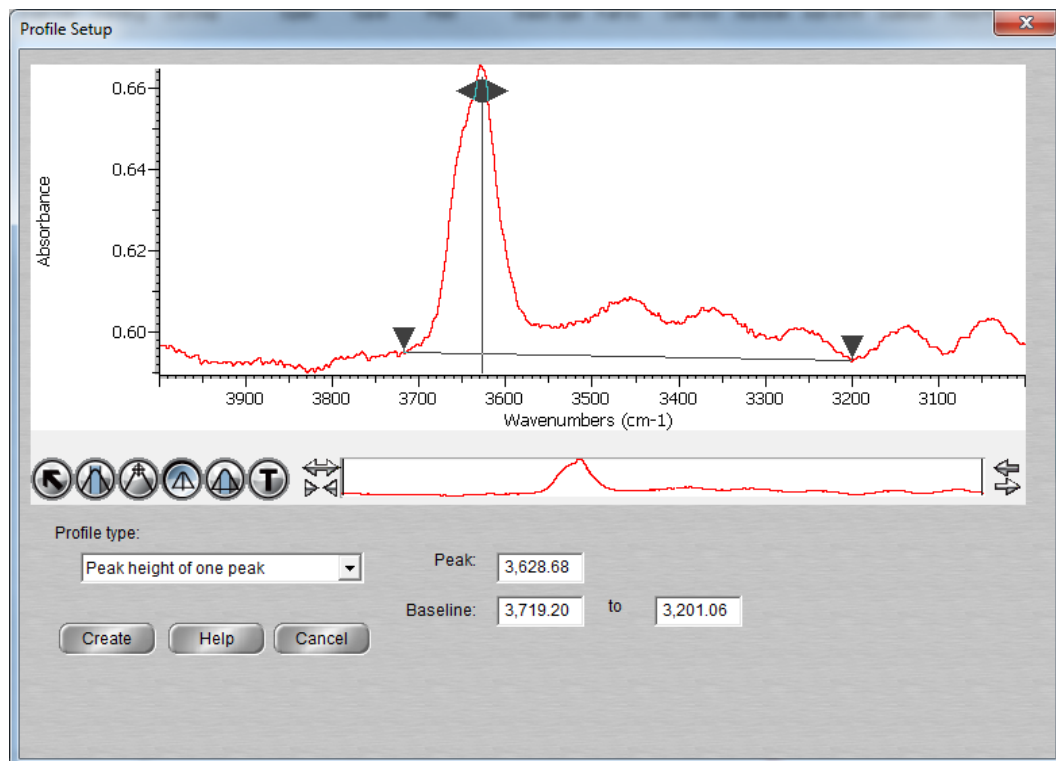 Profile Setup
X
0.66
0.64
0.62
0.60
Absorbance
3900 3800 3700 3600 3500 3400 3300 3200 3100
Wavenumbers (cm-1)
T
Profile type:
Peak height of one peak
Peak: 3,628.68
Baseline: 3,719.20 to 3,201.06
Create Help Cancel